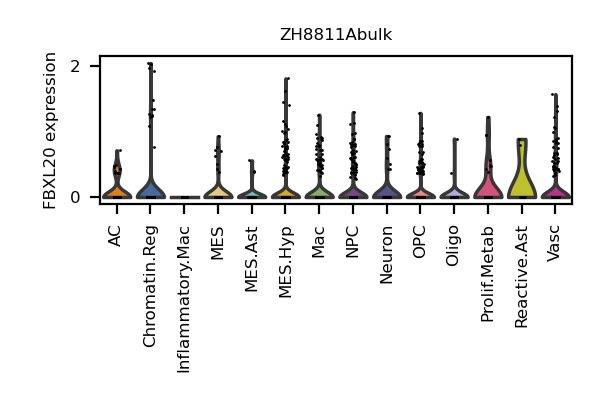 ZH8811Abulk
FBXL20 expression
2
0
AC
Chromatin.Reg
Inflammatory.Mac
MES
MES.Ast
MES.Hyp
Mac
NPC
Neuron
OPC
Oligo
Prolif.Metab
Reactive.Ast
Vasc